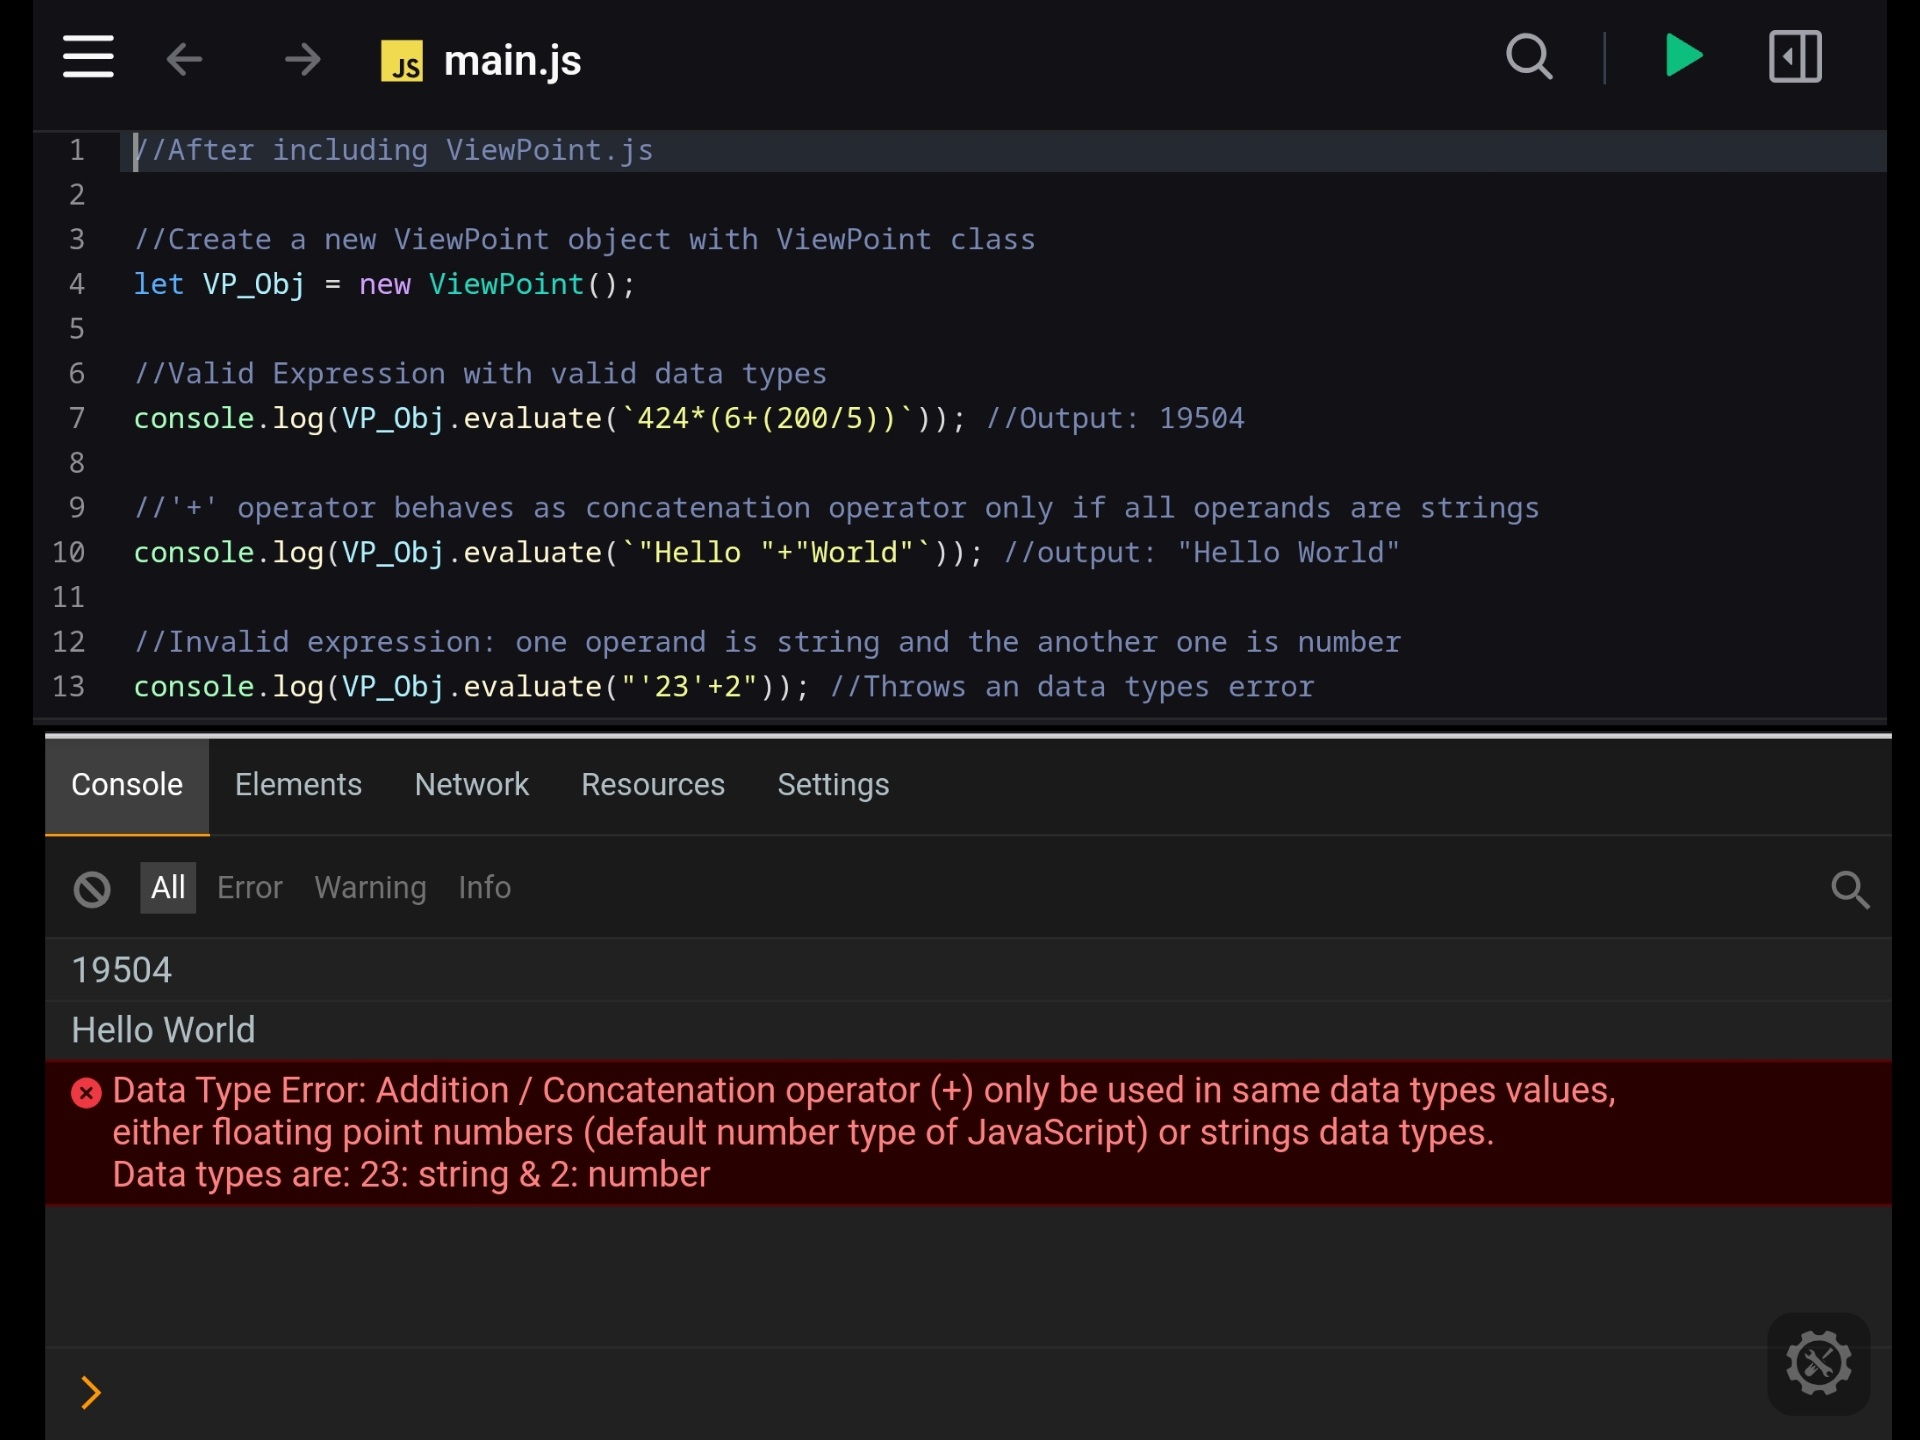 JS main.js
1 //After including ViewPoint.js
2
3 //Create a new ViewPoint object with ViewPoint class
4 let VP_Obj = new ViewPoint();
5
6 //Valid Expression with valid data types
7 console.log(VP_Obj.evaluate(`424*(6+(200/5))`)); //Output: 19504
8
9 //'+' operator behaves as concatenation operator only if all operands are strings
10 console.log(VP_Obj.evaluate(`"Hello "+"World"`)); //output: "Hello World"
11
12 //Invalid expression: one operand is string and the another one is number
13 console.log(VP_Obj.evaluate("'23'+2")); //Throws an data types error
Console Elements Network Resources Settings
All Error Warning Info
19504
Hello World
Data Type Error: Addition / Concatenation operator (+) only be used in same data types values,
either floating point numbers (default number type of JavaScript) or strings data types.
Data types are: 23: string & 2: number